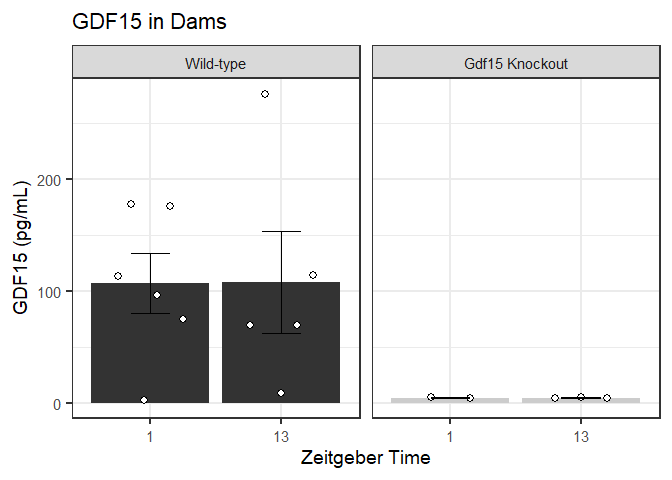 GDF15 in Dams
Wild-type
Gdf15 Knockout
GDF15 (pg/mL)
200
100
0
1
13
1
13
Zeitgeber Time